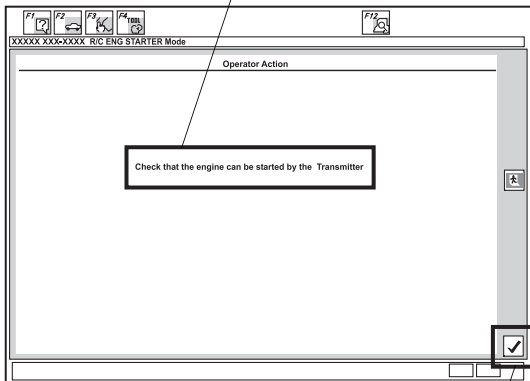 F1 F2 F3 F4 TOOL F12
XXXXX XXX-XXXX R/C ENG STARTER Mode
Operator Action
Check that the engine can be started by the Transmitter